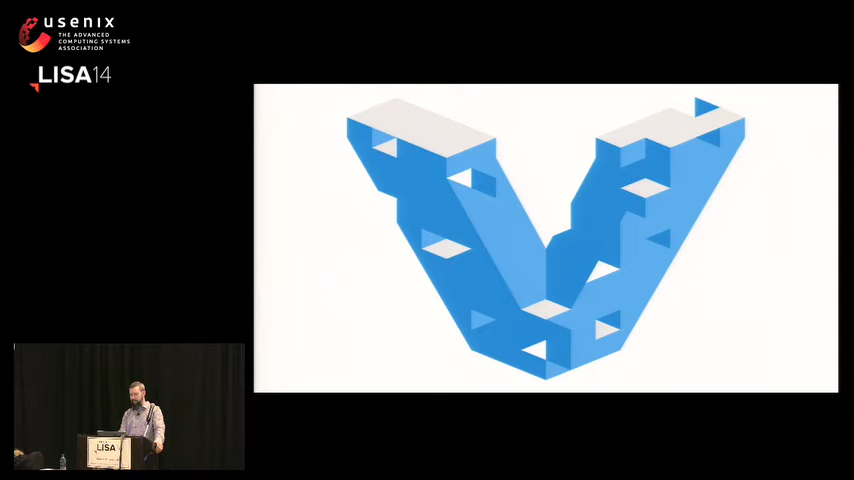 usenix
THE ADVANCED
COMPUTING SYSTEMS
ASSOCIATION
LISA14
LISA